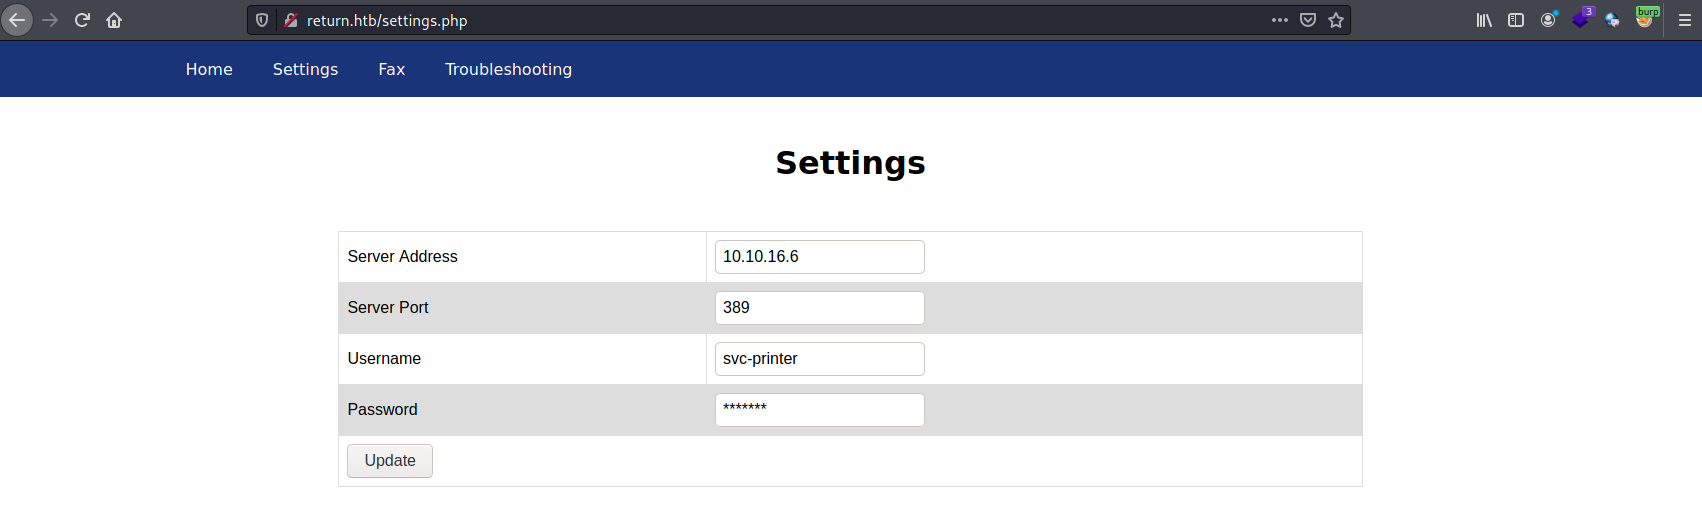 return.htb/settings.php
3
burp
Home Settings Fax Troubleshooting
Settings
Server Address 10.10.16.6
Server Port 389
Username svc-printer
Password *******
Update